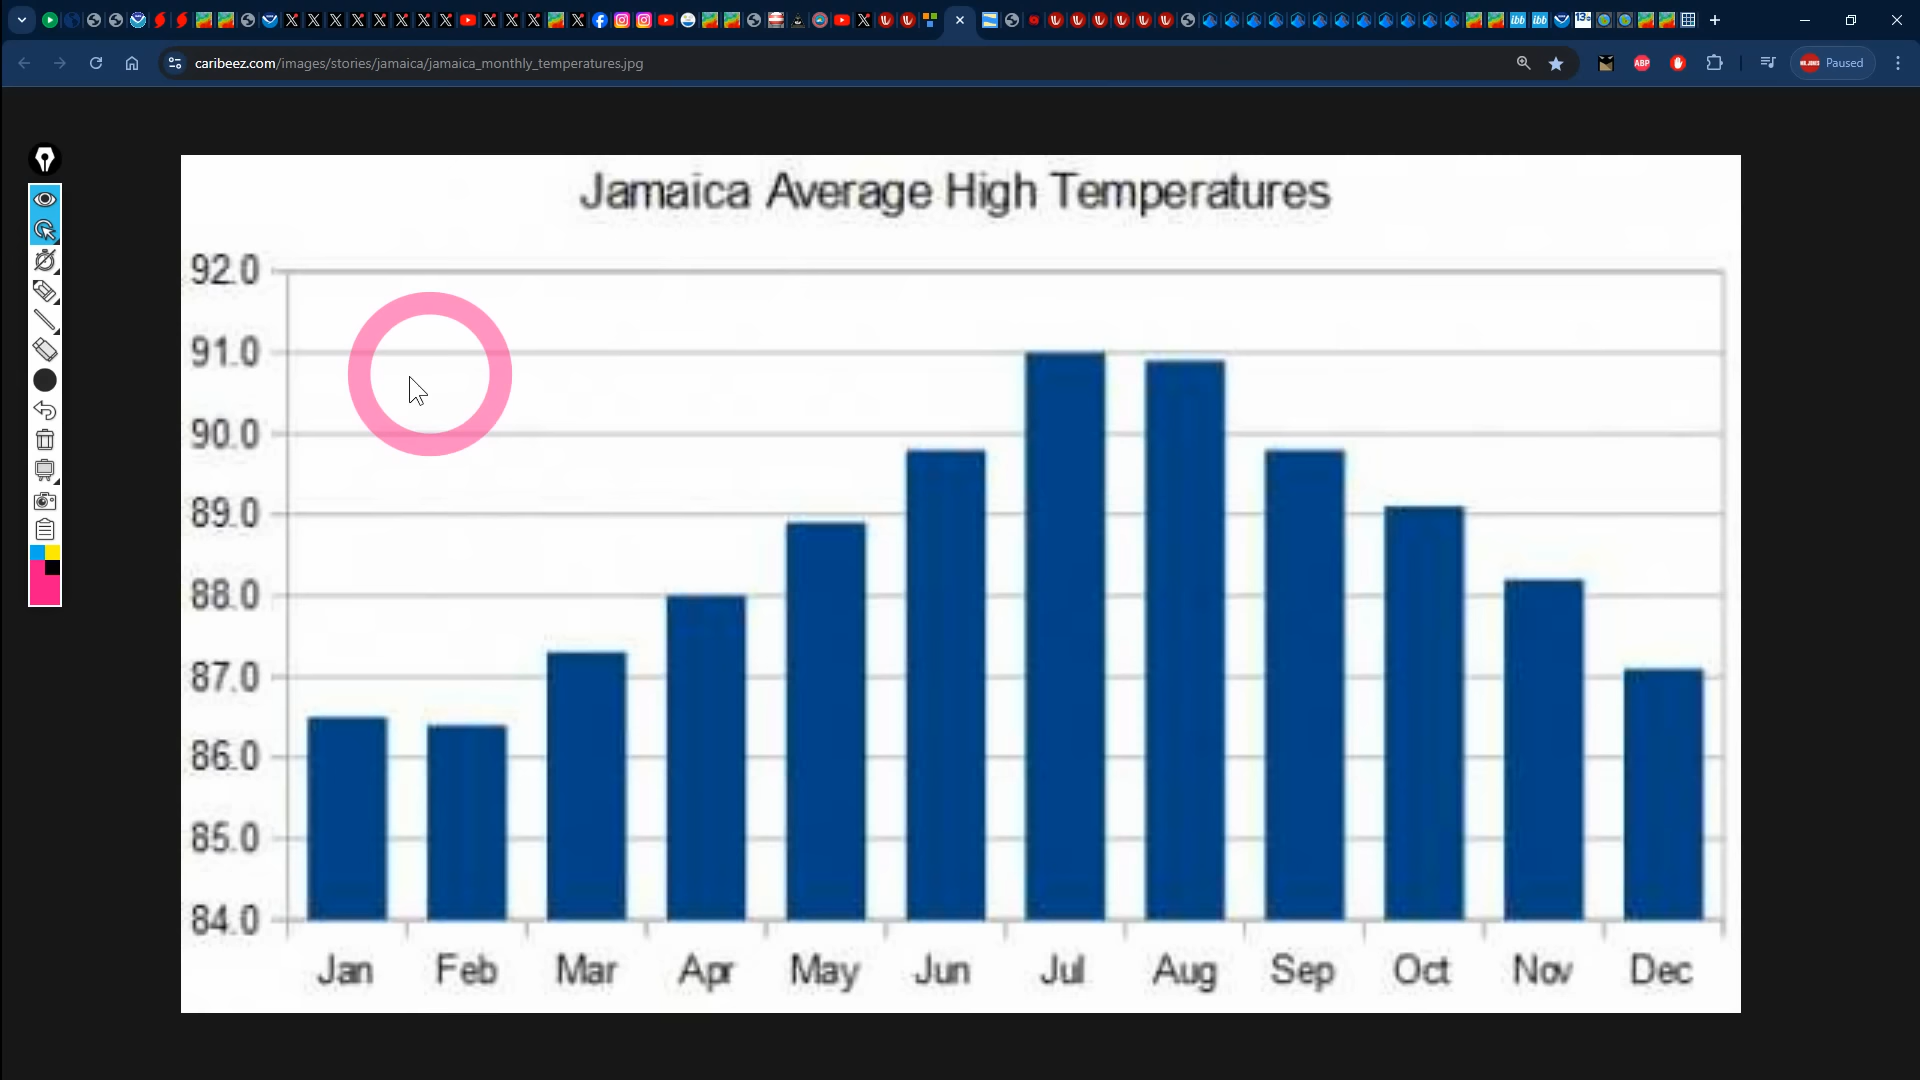 caribeez.com/images/stories/jamaica/jamaica_monthly_temperatures.jpg
ABP
Paused
Jamaica Average High Temperatures
92.0
91.0
90.0
89.0
88.0
87.0
86.0
85.0
84.0
Jan Feb Mar Apr May Jun Jul Aug Sep Oct Nov Dec